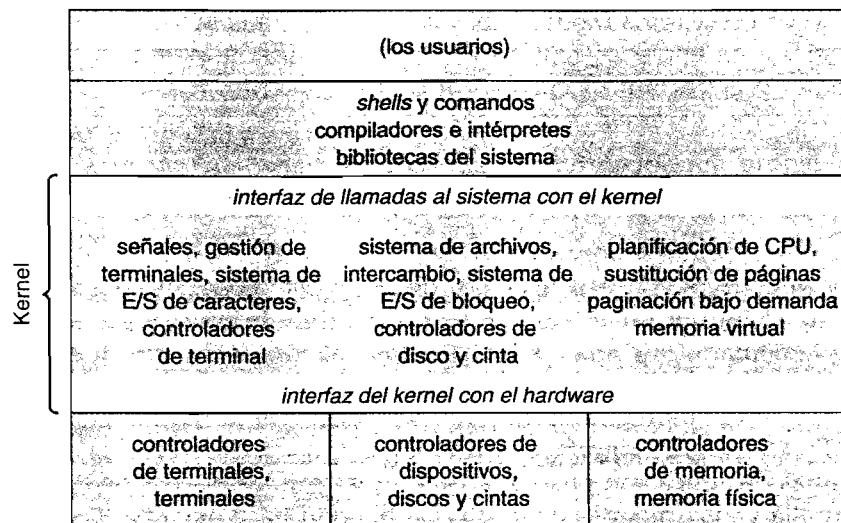 (los usuarios)
shells y comandos
compiladores e intérpretes
bibliotecas del sistema
Kernel
interfaz de llamadas al sistema con el kernel
señales, gestión de
terminales, sistema de
E/S de caracteres,
controladores
de terminal
sistema de archivos,
intercambio, sistema de
E/S de bloqueo,
controladores de
disco y cinta
planificación de CPU,
sustitución de páginas
paginación bajo demanda
memoria virtual
interfaz del kernel con el hardware
controladores
de terminales,
terminales
controladores de
dispositivos,
discos y cintas
controladores
de memoria,
memoria física